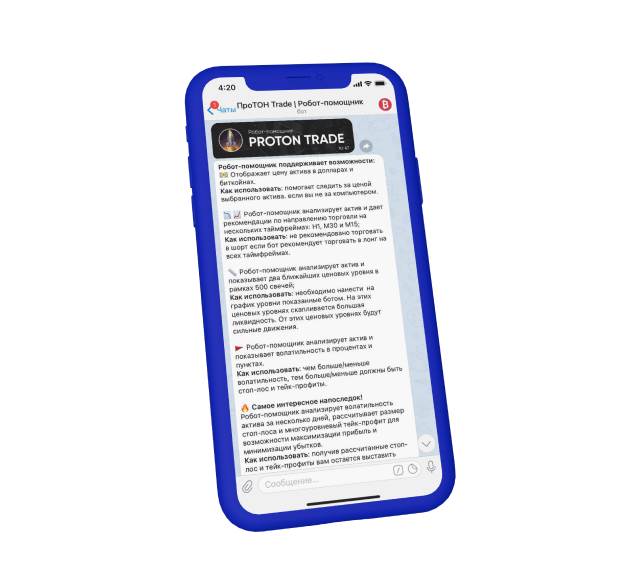 4:20
1
Чаты
ПроТОН Trade | Робот-помощник
бот
B
Робот-помощник
PROTON TRADE
10:47
Робот-помощник поддерживает возможности:
💵 Отображает цену актива в долларах и
биткойнах.
Как использовать: помогает следить за ценой
выбранного актива, если вы не за компьютером.
📉 📈 Робот-помощник анализирует актив и дает
рекомендации по направлению торговли на
нескольких таймфреймах: H1, M30 и M15;
Как использовать: не рекомендовано торговать
в шорт если бот рекомендует торговать в лонг на
всех таймфреймах.
📏 Робот-помощник анализирует актив и
показывает два ближайших ценовых уровня в
рамках 500 свечей;
Как использовать: необходимо нанести на
график уровни показанные ботом. На этих
ценовых уровнях скапливается большая
ликвидность. От этих ценовых уровней будут
сильные движения.
🚩 Робот-помощник анализирует актив и
показывает волатильность в процентах и
пунктах.
Как использовать: чем больше/меньше
волатильность, тем больше/меньше должны быть
стоп-лос и тейк-профиты.
🔥 Самое интересное напоследок!
Робот-помощник анализирует волатильность
актива за несколько дней, рассчитывает размер
стоп-лоса и многоуровневый тейк-профит для
возможности максимизации прибыль и
минимизации убытков.
Как использовать: получив рассчитанные стоп-
лос и тейк-профиты вам остается выставить
Сообщение...